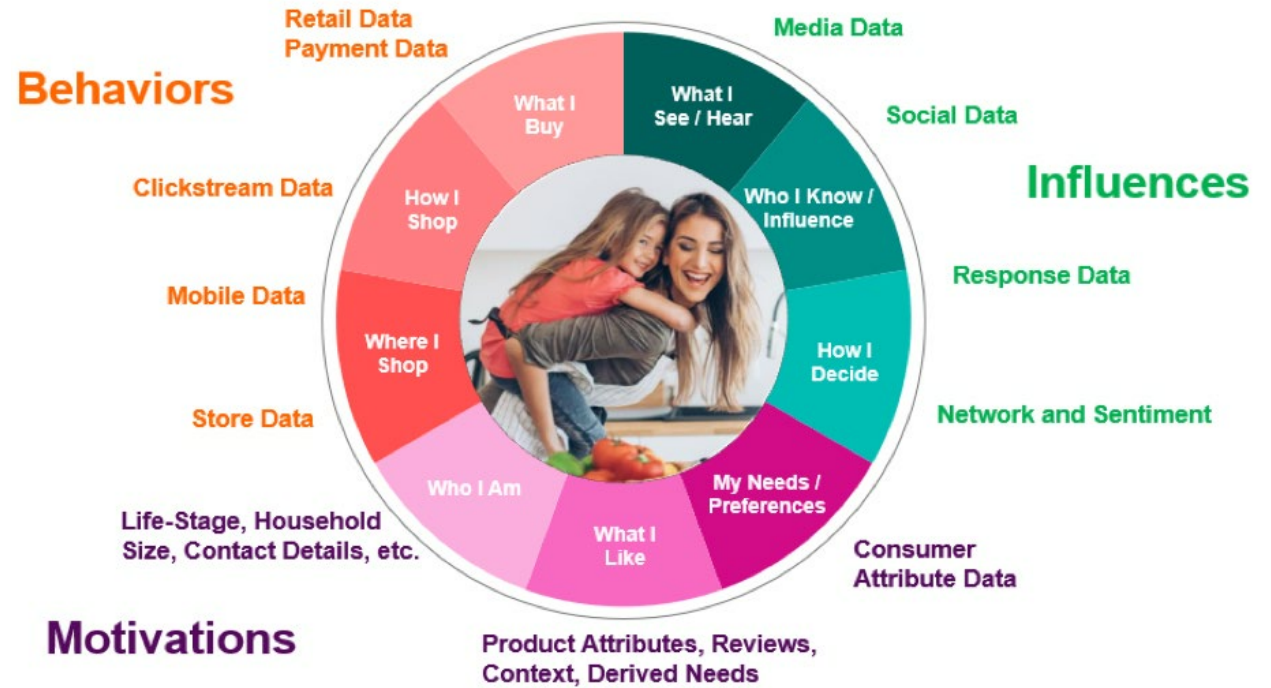 Retail Data
Payment Data
Media Data
Behaviors
What I
Buy
What I
See / Hear
Social Data
Clickstream Data
How I
Shop
Who I Know /
Influence
Influences
Mobile Data
Response Data
Where I
Shop
How I
Decide
Store Data
Network and Sentiment
Who I Am
My Needs /
Preferences
Life-Stage, Household
Size, Contact Details, etc.
What I
Like
Consumer
Attribute Data
Motivations
Product Attributes, Reviews,
Context, Derived Needs